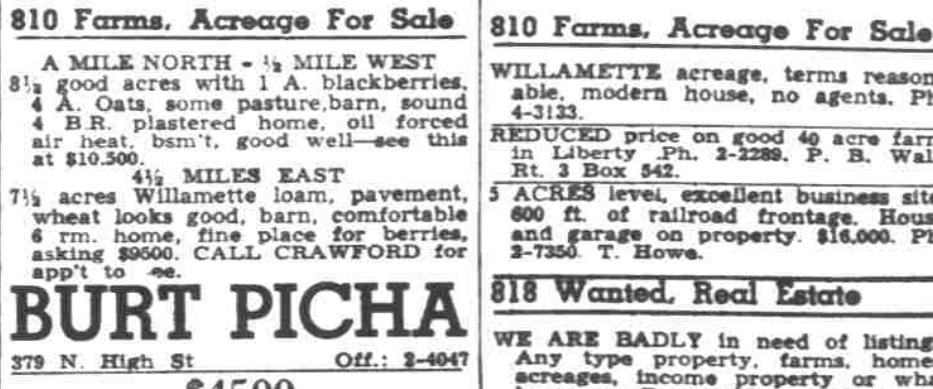 810 Farms, Acreage For Sale
A MILE NORTH - ½ MILE WEST
8½ good acres with 1 A. blackberries,
4 A. Oats, some pasture,barn, sound
4 B.R. plastered home, oil forced
air heat, bsm't, good well—see this
at $10.500.
4½ MILES EAST
7½ acres Willamette loam, pavement,
wheat looks good, barn, comfortable
6 rm. home, fine place for berries,
asking $9500. CALL CRAWFORD for
app't to
BURT PICHA
379 N. High St Off.: 2-4047
$4500
810 Farms, Acreage For Sale
WILLAMETTE acreage, terms reason
able, modern house, no agents. Ph
4-3133.
REDUCED price on good 40 acre farm
in Liberty .Ph. 2-2289. P. B. Wal
Rt. 3 Box 542.
5 ACRES level, excellent business site
600 ft. of railroad frontage. Hous
and garage on property. $16.000. Ph
2-7350. T. Howe.
818 Wanted, Real Estate
WE ARE BADLY in need of listing
Any type property, farms, home
acreages, income property or wha